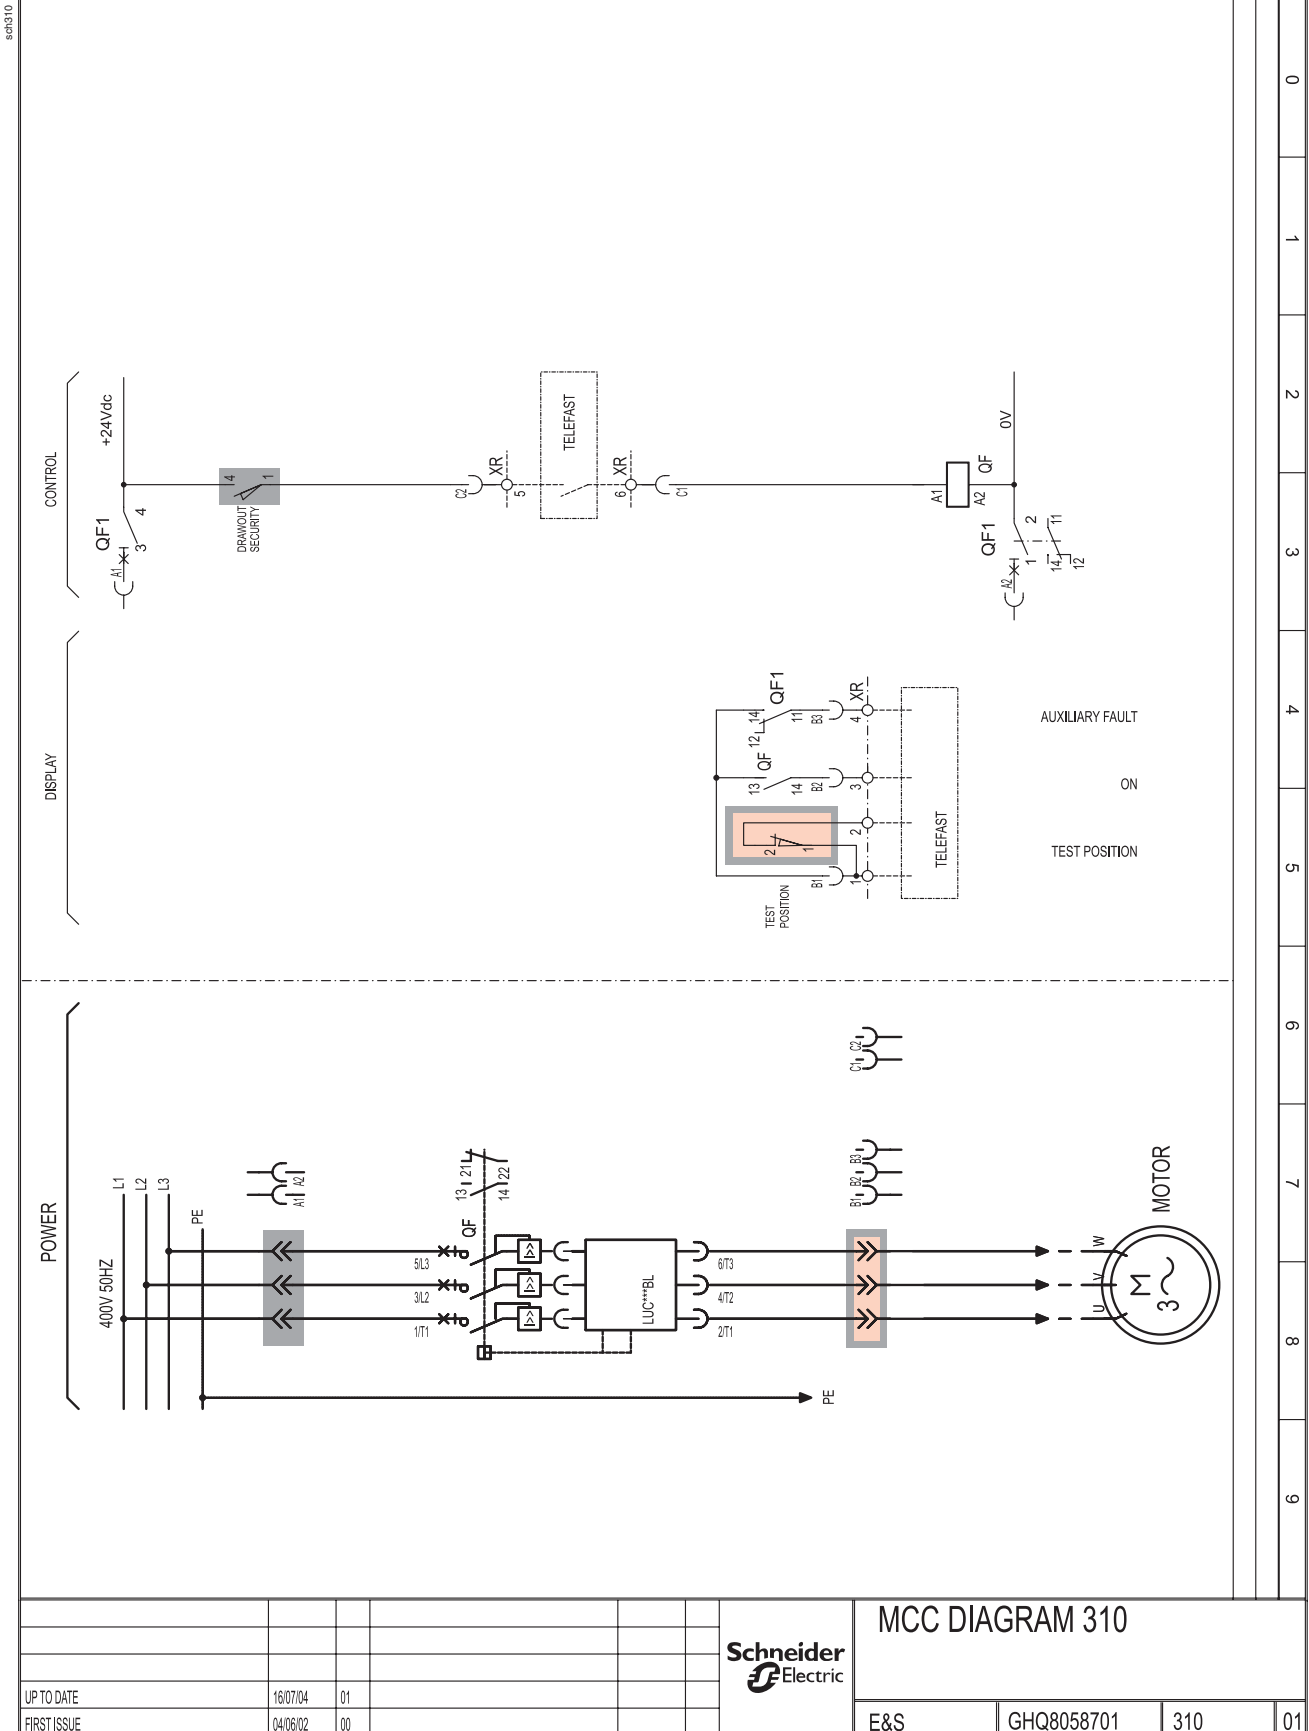 sch310
CONTROL
+24Vdc
QF1
A1
3
4
4
1
DRAWOUT
SECURITY
C2
XR
5
TELEFAST
XR
6
C1
A1
A2
QF
0V
QF1
A2
1
2
14
11
12
DISPLAY
QF1
12
14
11
B3
4
XR
AUXILIARY FAULT
QF
13
14
B2
3
ON
2
1
2
TEST POSITION
TEST
POSITION
B1
1
TELEFAST
POWER
400V 50HZ
L1
L2
L3
PE
A1
A2
QF
13
21
14
22
5/L3
3/L2
1/T1
I>>
I>>
I>>
LUC***BL
6/T3
4/T2
2/T1
C1
C2
B1
B2
B3
PE
MOTOR
U
V
W
M
3
0
1
2
3
4
5
6
7
8
9
MCC DIAGRAM 310
Schneider
Electric
UP TO DATE 16/07/04 01
FIRST ISSUE 04/06/02 00
E&S GHQ8058701 310 01